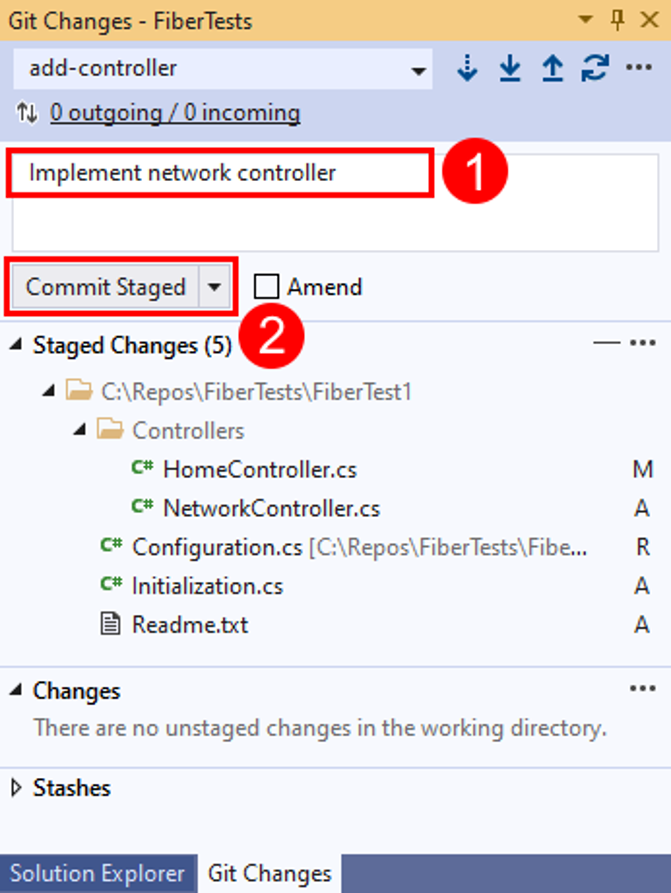 Git Changes - FiberTests
add-controller
0 outgoing / 0 incoming
Implement network controller
1
Commit Staged
Amend
2
Staged Changes (5)
C:\Repos\FiberTests\FiberTest1
Controllers
C# HomeController.cs M
C# NetworkController.cs A
C# Configuration.cs [C:\Repos\FiberTests\Fibe... R
C# Initialization.cs A
Readme.txt A
Changes
There are no unstaged changes in the working directory.
Stashes
Solution Explorer Git Changes